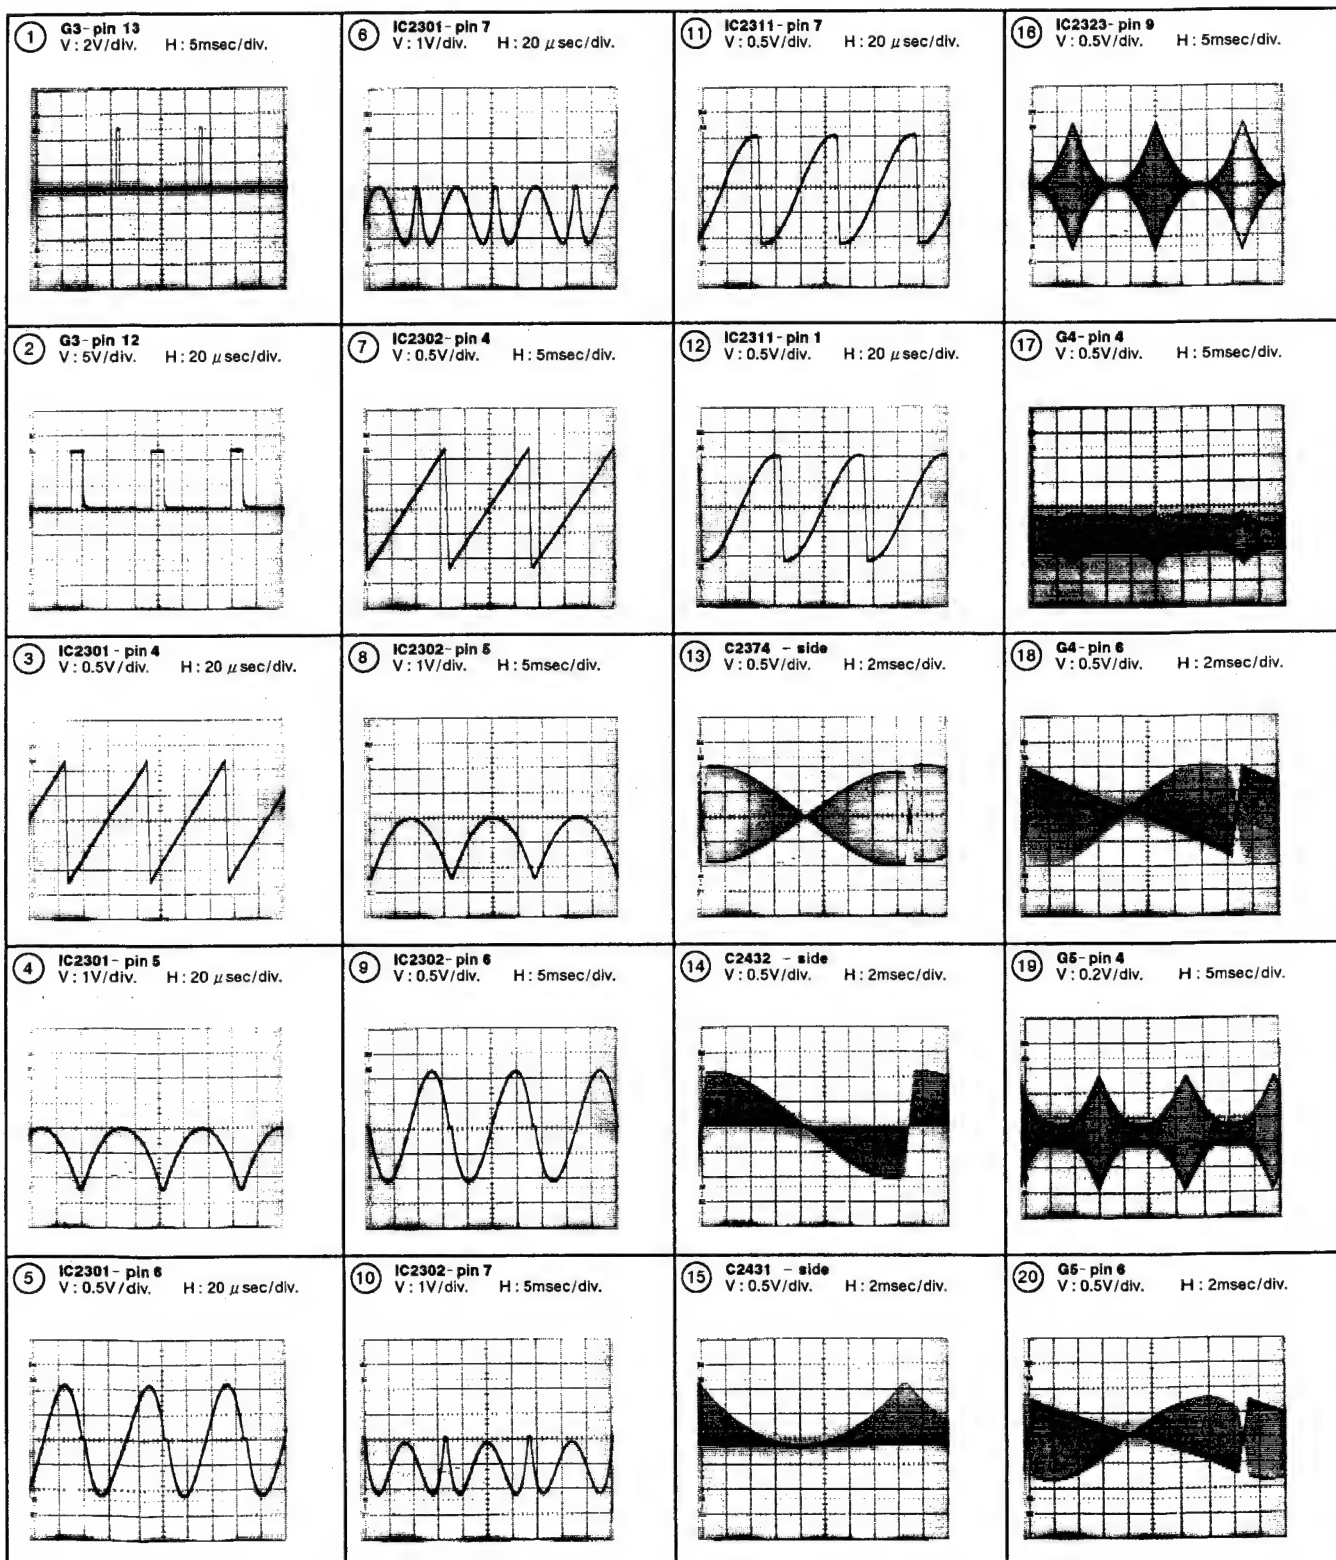 1 G3-pin 13
V : 2V/div. H : 5msec/div.
2 G3-pin 12
V : 5V/div. H : 20 μsec/div.
3 IC2301-pin 4
V : 0.5V/div. H : 20 μsec/div.
4 IC2301-pin 5
V : 1V/div. H : 20 μsec/div.
5 IC2301-pin 6
V : 0.5V/div. H : 20 μsec/div.
6 IC2301-pin 7
V : 1V/div. H : 20 μsec/div.
7 IC2302-pin 4
V : 0.5V/div. H : 5msec/div.
8 IC2302-pin 5
V : 1V/div. H : 5msec/div.
9 IC2302-pin 6
V : 0.5V/div. H : 5msec/div.
10 IC2302-pin 7
V : 1V/div. H : 5msec/div.
11 IC2311-pin 7
V : 0.5V/div. H : 20 μsec/div.
12 IC2311-pin 1
V : 0.5V/div. H : 20 μsec/div.
13 C2374 - side
V : 0.5V/div. H : 2msec/div.
14 C2432 - side
V : 0.5V/div. H : 2msec/div.
15 C2431 - side
V : 0.5V/div. H : 2msec/div.
16 IC2323-pin 9
V : 0.5V/div. H : 5msec/div.
17 G4-pin 4
V : 0.5V/div. H : 5msec/div.
18 G4-pin 6
V : 0.5V/div. H : 2msec/div.
19 G5-pin 4
V : 0.2V/div. H : 5msec/div.
20 G5-pin 6
V : 0.5V/div. H : 2msec/div.